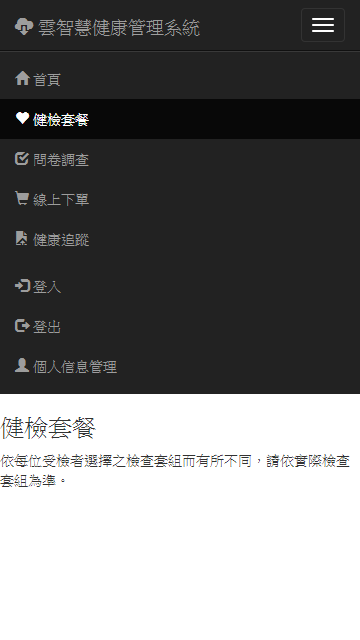 雲智慧健康管理系統
首頁
健檢套餐
問卷調查
線上下單
健康追蹤
登入
登出
個人信息管理
健檢套餐
依每位受檢者選擇之檢查套組而有所不同，請依實際檢查
套組為準。